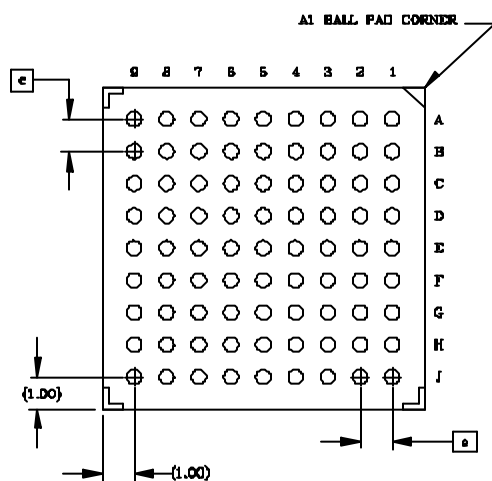 A1 BALL PAD CORNER
9 8 7 6 5 4 3 2 1
e
A
B
C
D
E
F
G
H
J
(1.00)
e
(1.00)